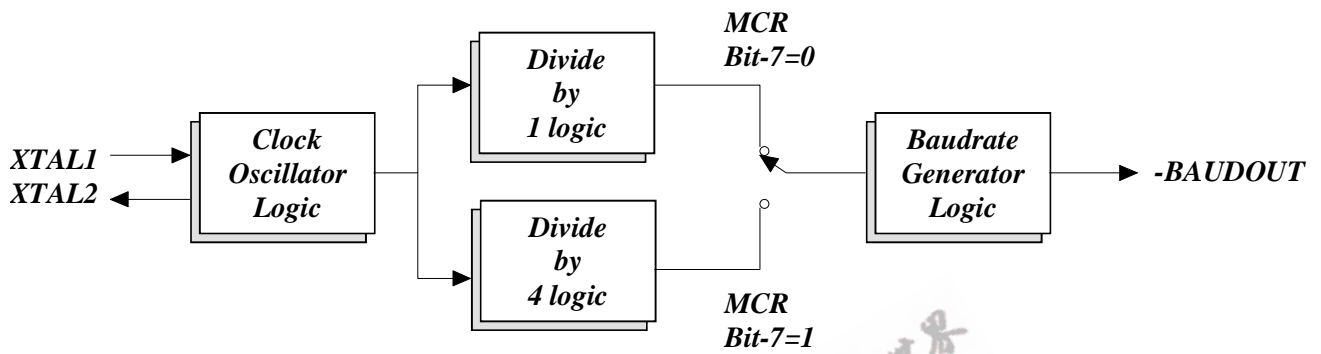 MCR
Bit-7=0
Divide
by
1 logic
XTAL1
XTAL2
Clock
Oscillator
Logic
Baudrate
Generator
Logic
-BAUDOUT
Divide
by
4 logic
MCR
Bit-7=1